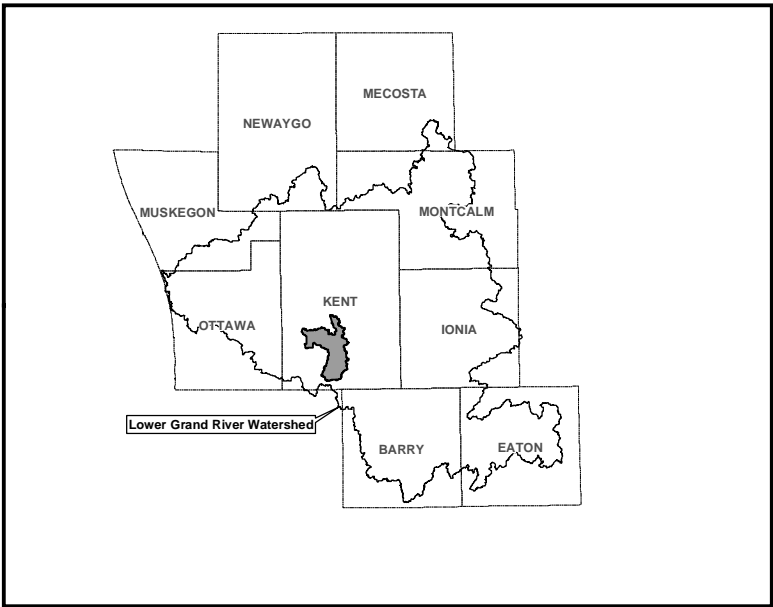 MECOSTA
NEWAYGO
MUSKEGON
MONTCALM
KENT
OTTAWA
IONIA
Lower Grand River Watershed
BARRY
EATON